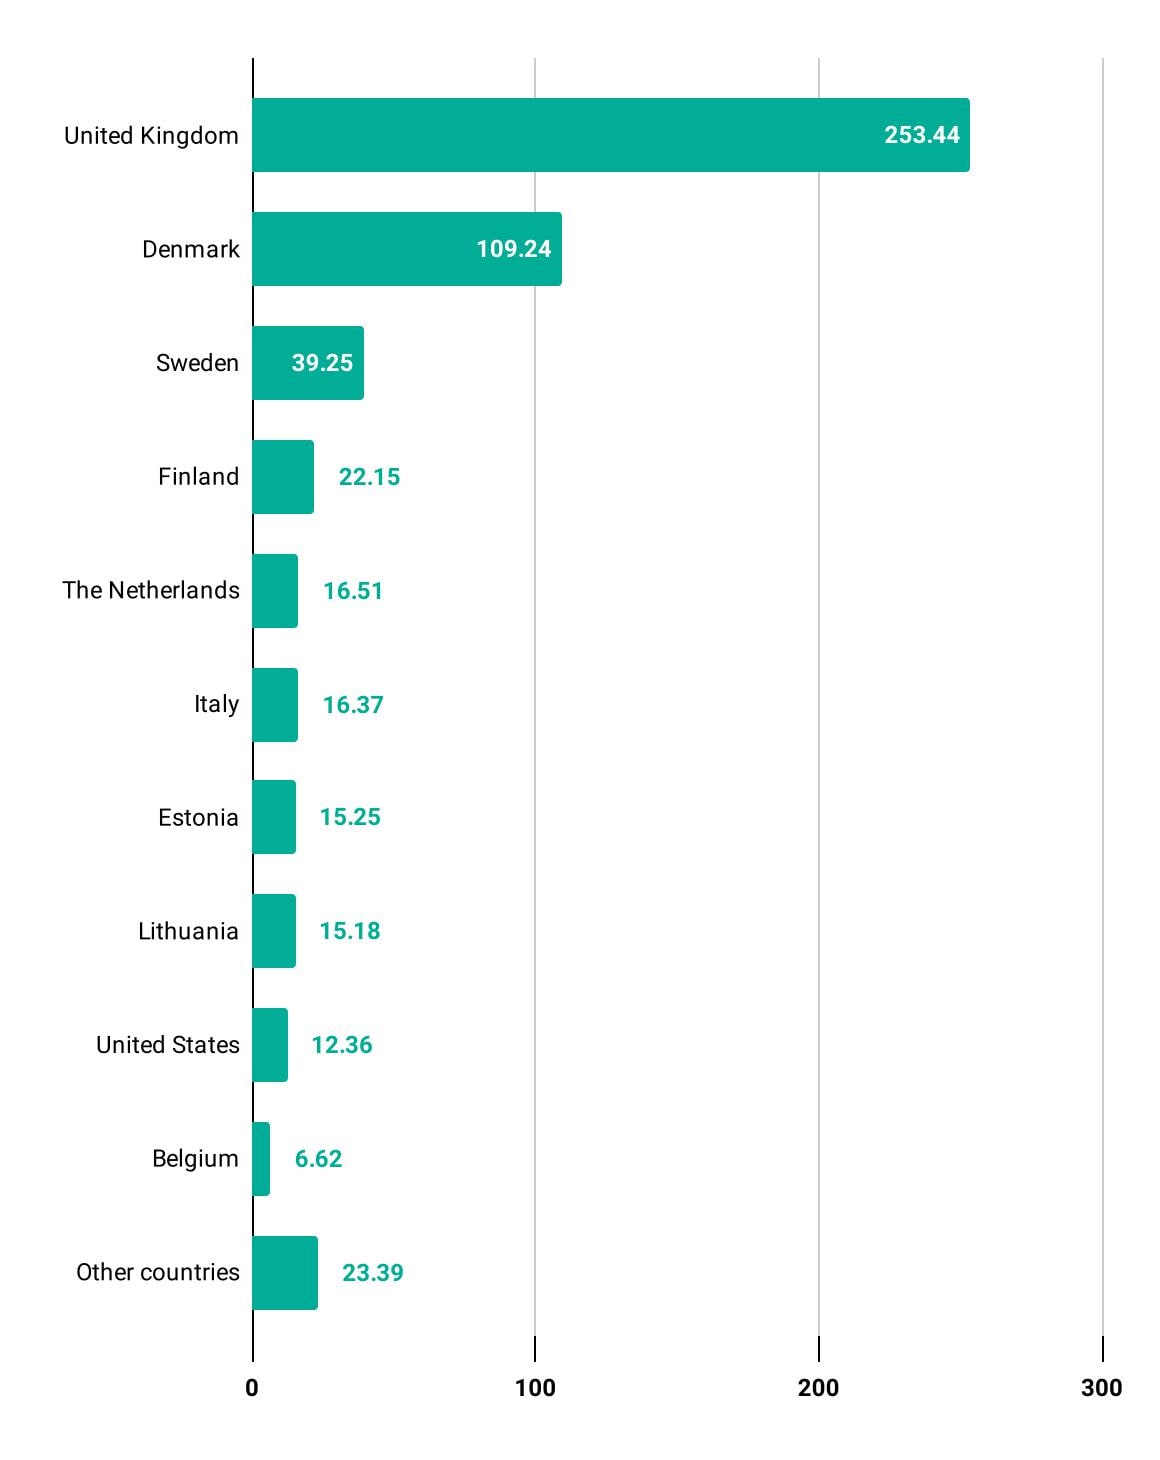 United Kingdom 253.44
Denmark 109.24
Sweden 39.25
Finland 22.15
The Netherlands 16.51
Italy 16.37
Estonia 15.25
Lithuania 15.18
United States 12.36
Belgium 6.62
Other countries 23.39
0 100 200 300